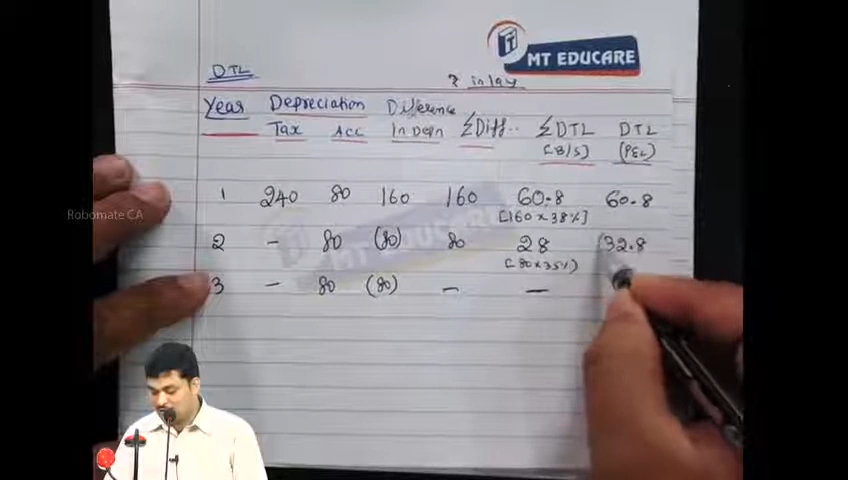 MT EDUCARE
DTL
₹ in lay
Year Depreciation Difference ΣDiff.. ΣDTL DTL
Tax Acc In Depn [B/S] (P&L)
1 240 80 160 160 60.8 60.8
[160 x 38%]
2 - 80 (80) 80 28 (32.8
[80 x 35%)
3 - 80 (80) - -
Robomate CA
MT EDUCARE